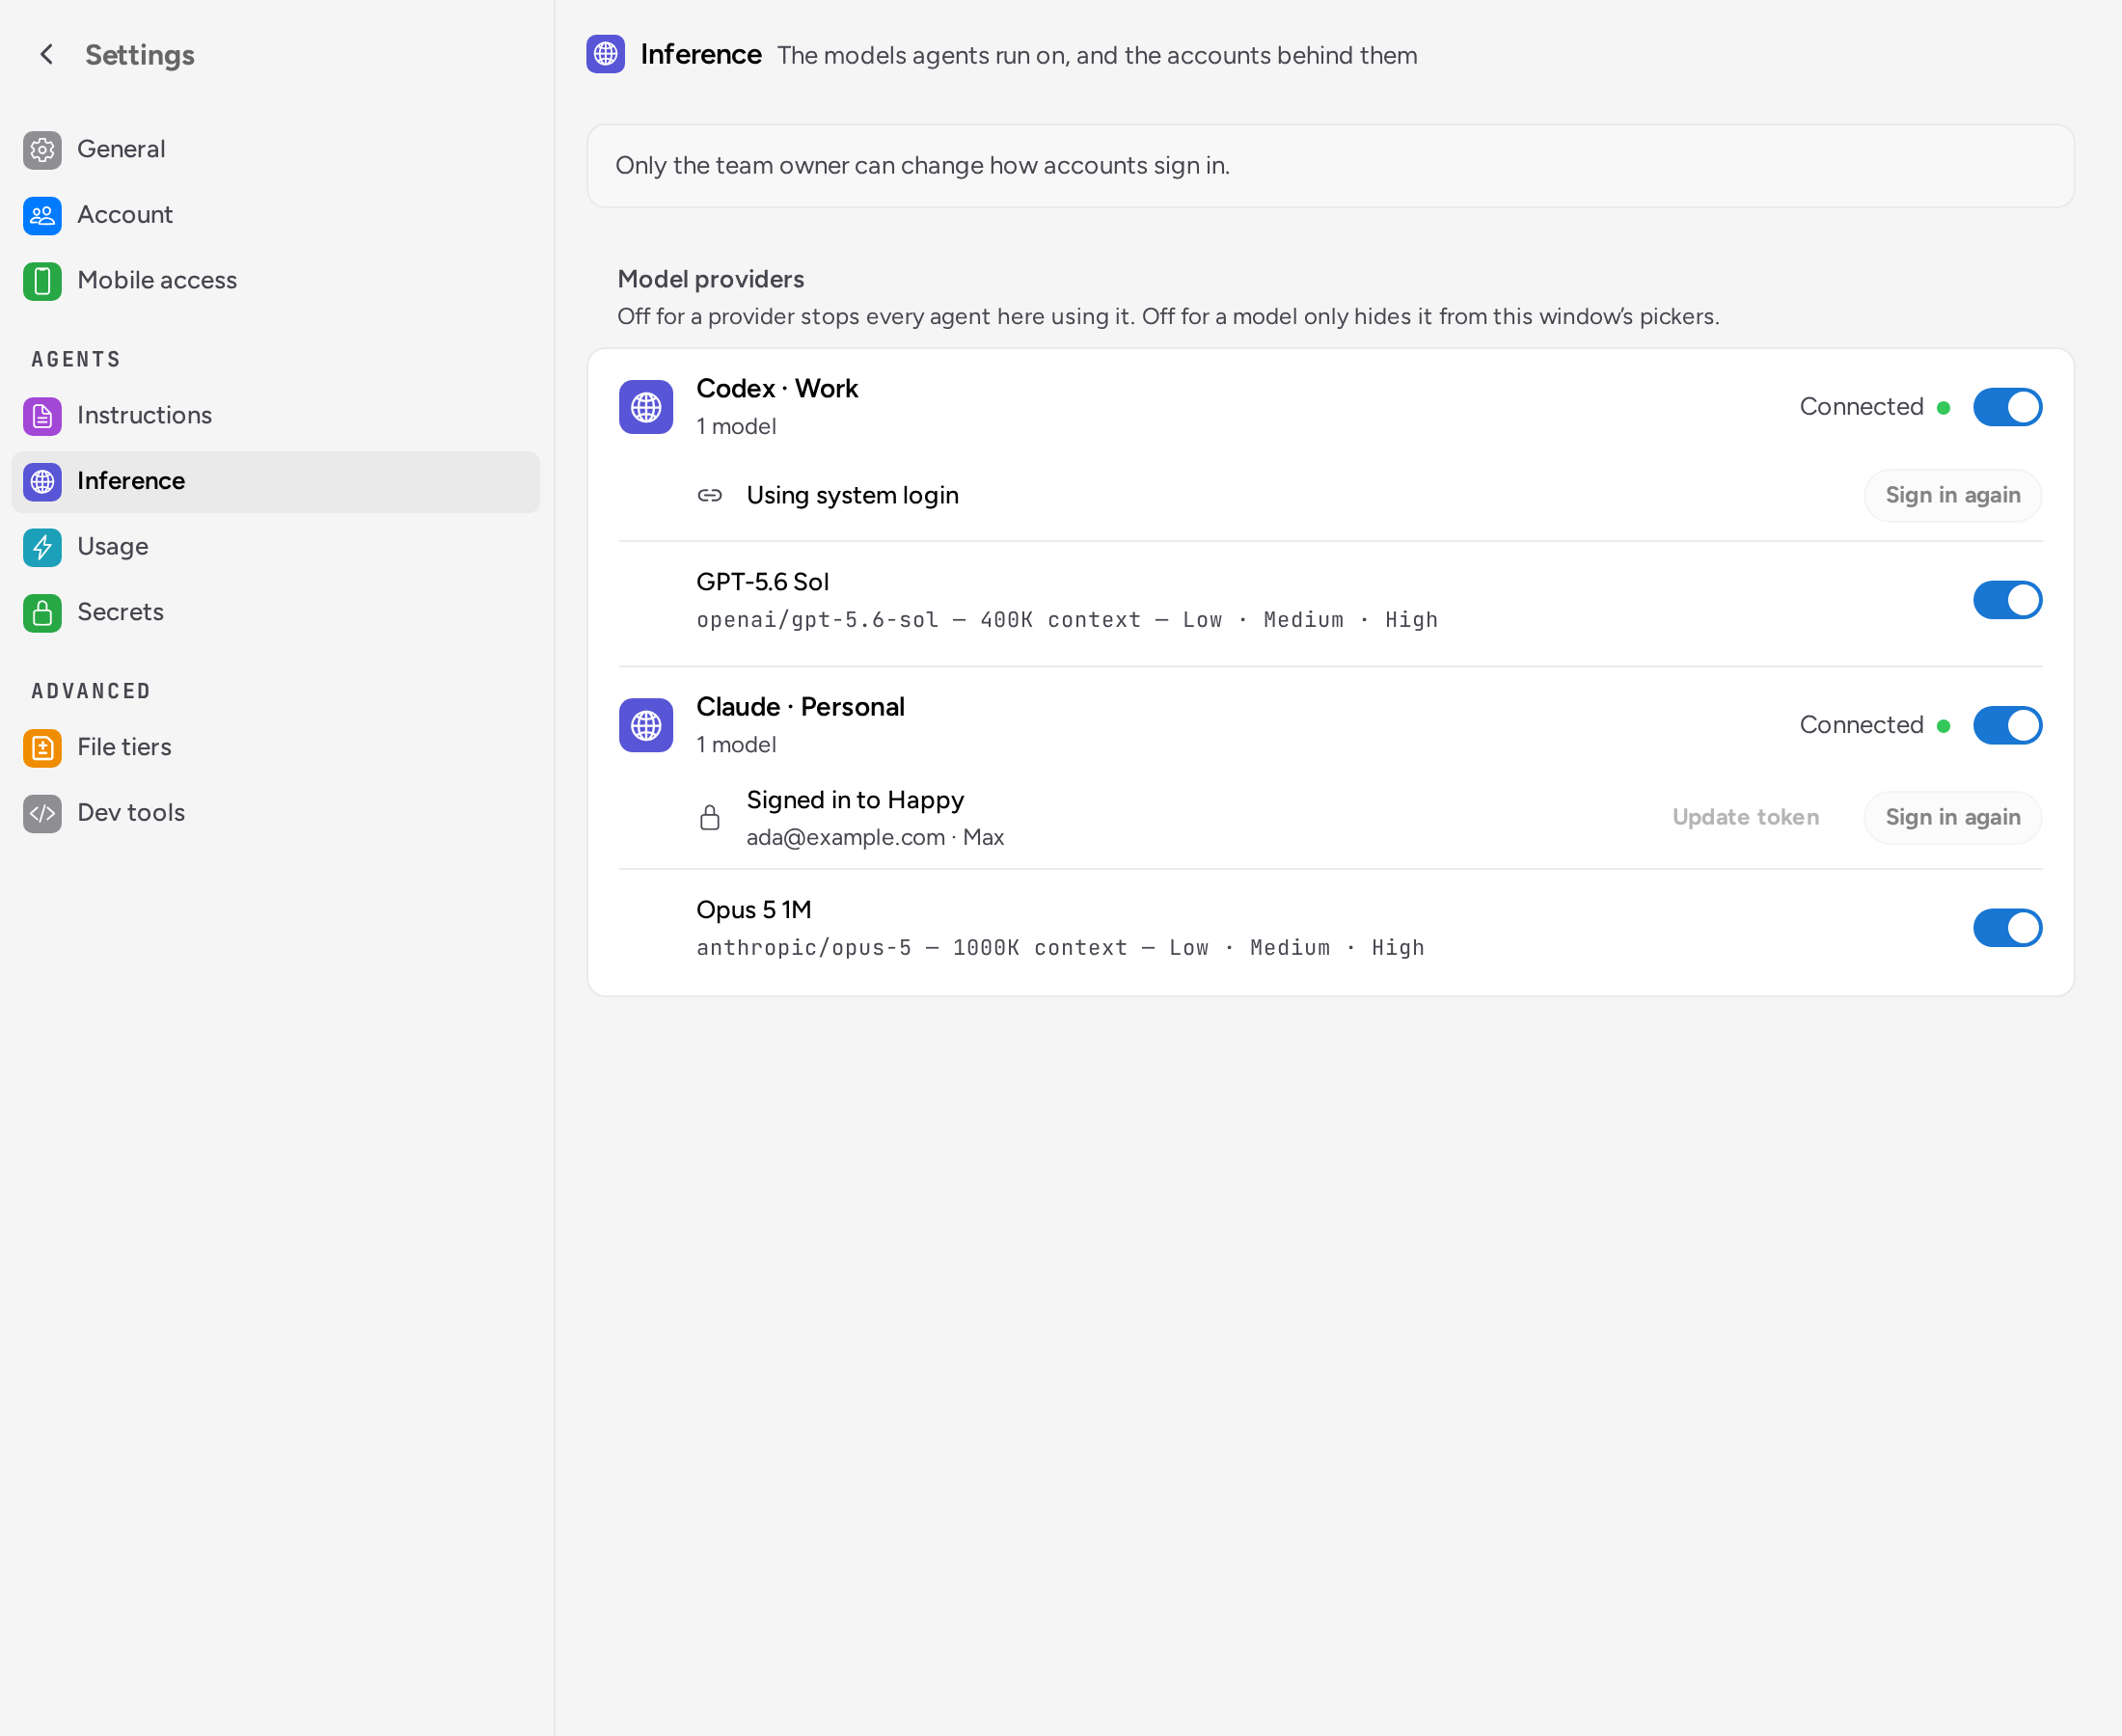 Settings
General
Account
Mobile access
AGENTS
Instructions
Inference
Usage
Secrets
ADVANCED
File tiers
Dev tools
Inference The models agents run on, and the accounts behind them
Only the team owner can change how accounts sign in.
Model providers
Off for a provider stops every agent here using it. Off for a model only hides it from this window’s pickers.
Codex · Work
1 model
Connected
Using system login
Sign in again
GPT-5.6 Sol
openai/gpt-5.6-sol — 400K context — Low · Medium · High
Claude · Personal
1 model
Connected
Signed in to Happy
ada@example.com · Max
Update token
Sign in again
Opus 5 1M
anthropic/opus-5 — 1000K context — Low · Medium · High